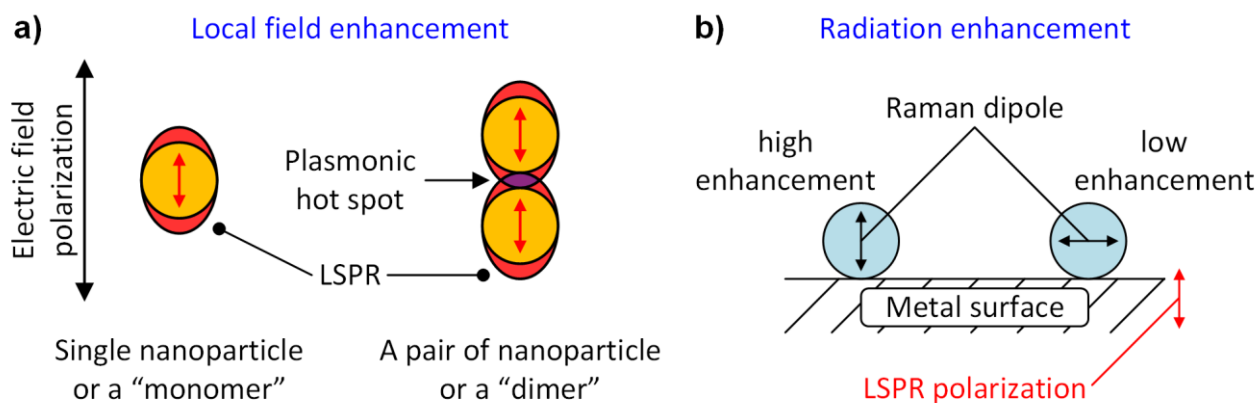 a)
Local field enhancement
Electric field
polarization
Plasmonic
hot spot
LSPR
Single nanoparticle
or a “monomer”
A pair of nanoparticle
or a “dimer”
b)
Radiation enhancement
Raman dipole
high
enhancement
low
enhancement
Metal surface
LSPR polarization